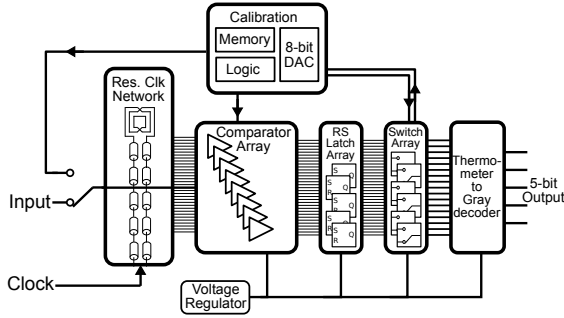 Calibration
Memory
Logic
8-bit
DAC
Res. Clk
Network
Comparator
Array
RS
Latch
Array
S
Q
R
S
Q
R
S
Q
R
S
Q
R
Switch
Array
Thermo-
meter
to
Gray
decoder
5-bit
Output
Input
Clock
Voltage
Regulator